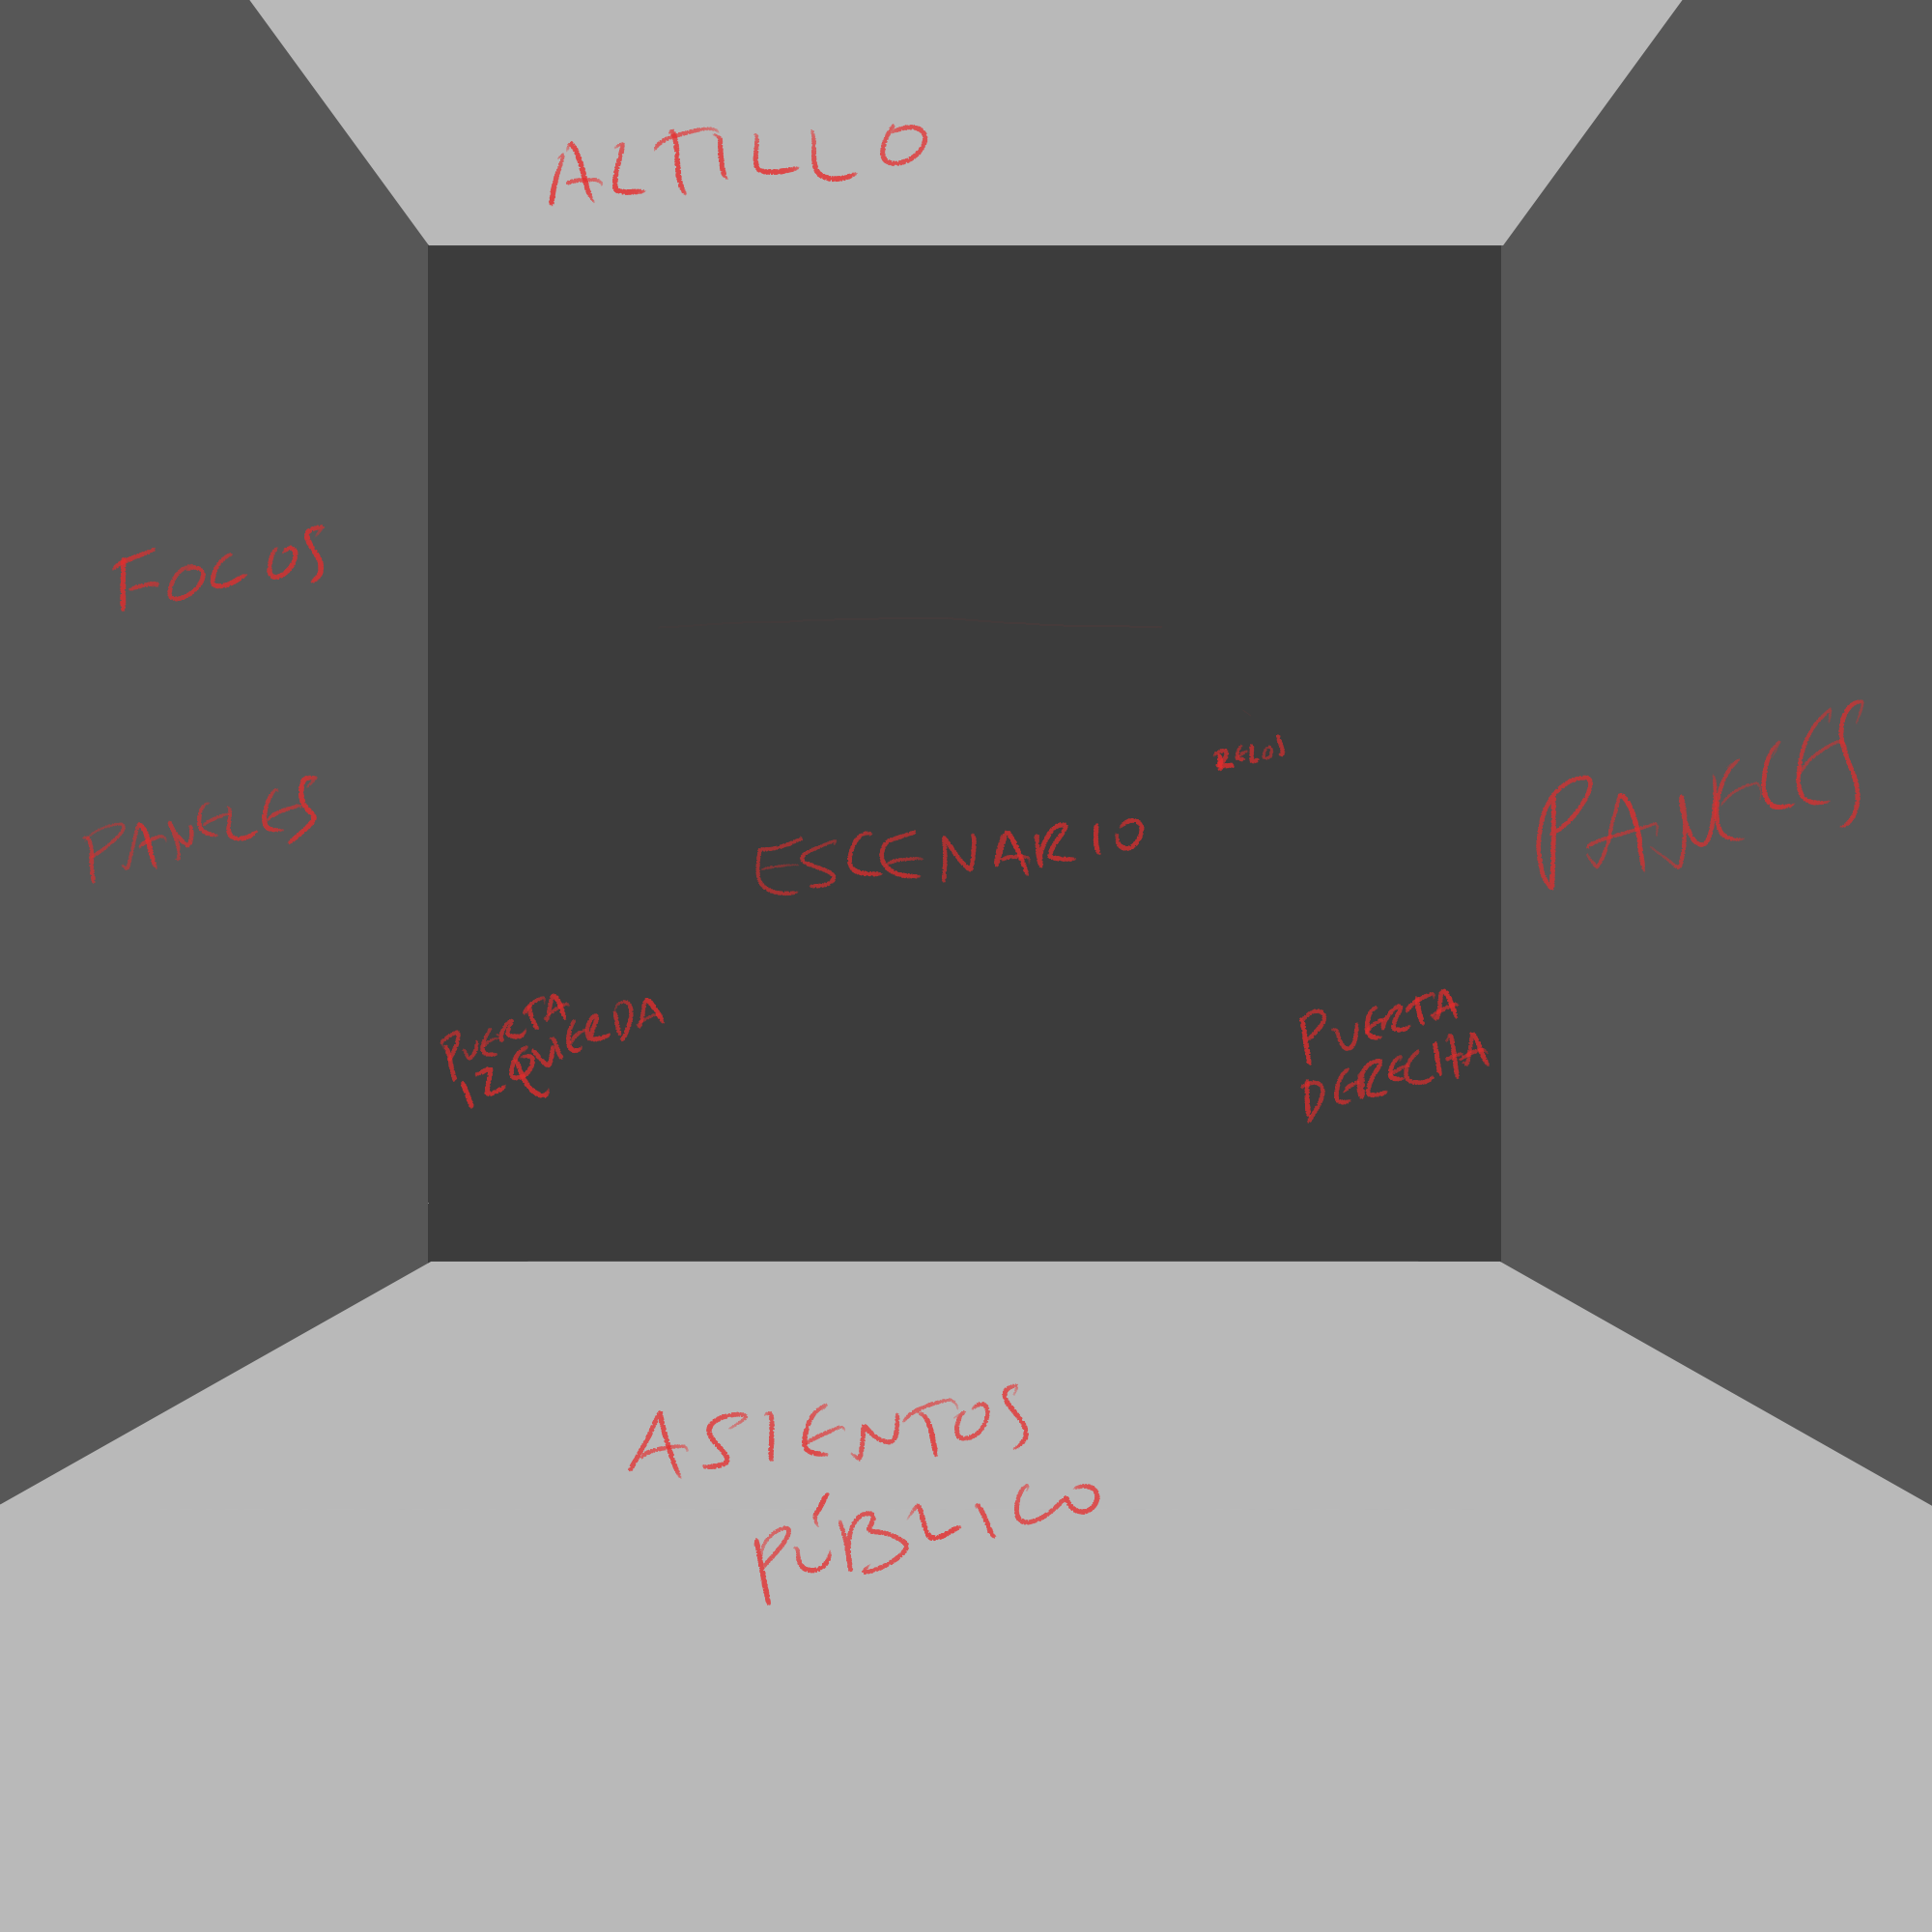 ALTILLO
FOCOS
PANELES
RELOJ
ESCENARIO
PANELES
PUERTA
IZQUIERDA
PUERTA
DERECHA
ASIENTOS
PÚBLICO